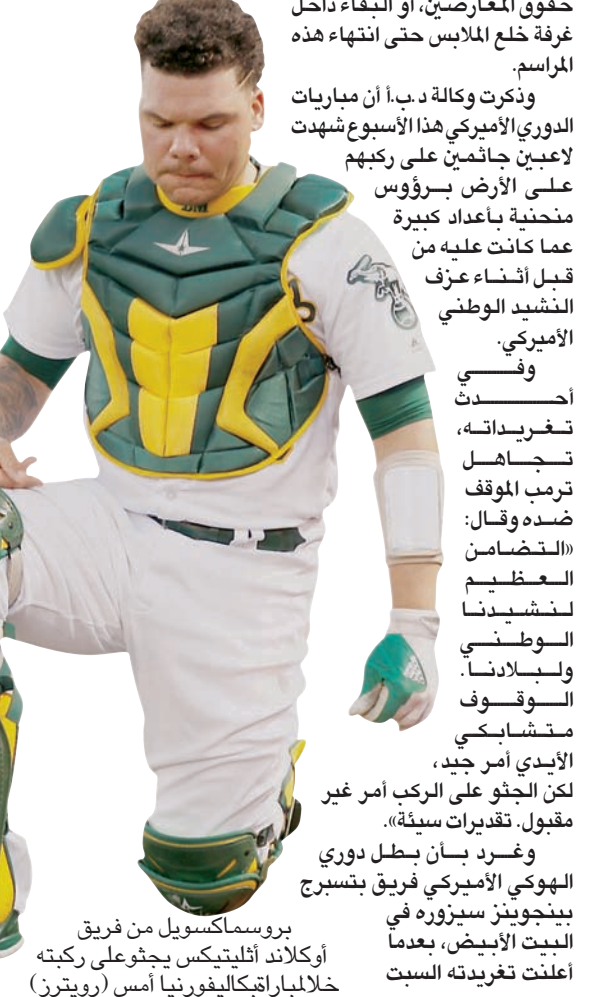 حقوق المعارضين، أو البقاء داخل
غرفة خلع الملابس حتى انتهاء هذه
المراسم.
وذكرت وكالة د.ب.أ أن مباريات
الدوري الأميركي هذا الأسبوع شهدت
لاعبين جاثمين على ركبهم
على الأرض برؤوس
منحنية بأعداد كبيرة
عما كانت عليه من
قبل أثناء عزف
النشيد الوطني
الأميركي.
وفي
أحدث
تغريداته،
تجاهل
ترمب الموقف
ضده وقال:
«التضامن
العظيم
لنشيدنا
الوطني
ولبلادنا.
الوقوف
متشابكي
الأيدي أمر جيد،
لكن الجثو على الركب أمر غير
مقبول. تقديرات سيئة».
وغرد بأن بطل دوري
الهوكي الأميركي فريق بتسبرج
بينجوينز سيزوره في
البيت الأبيض، بعدما
أعلنت تغريدته السبت
بروسماكسويل من فريق
أوكلاند أثليتيكس يجثوعلى ركبته
خلالمباراةبكاليفورنيا أمس (رويترز)
BM